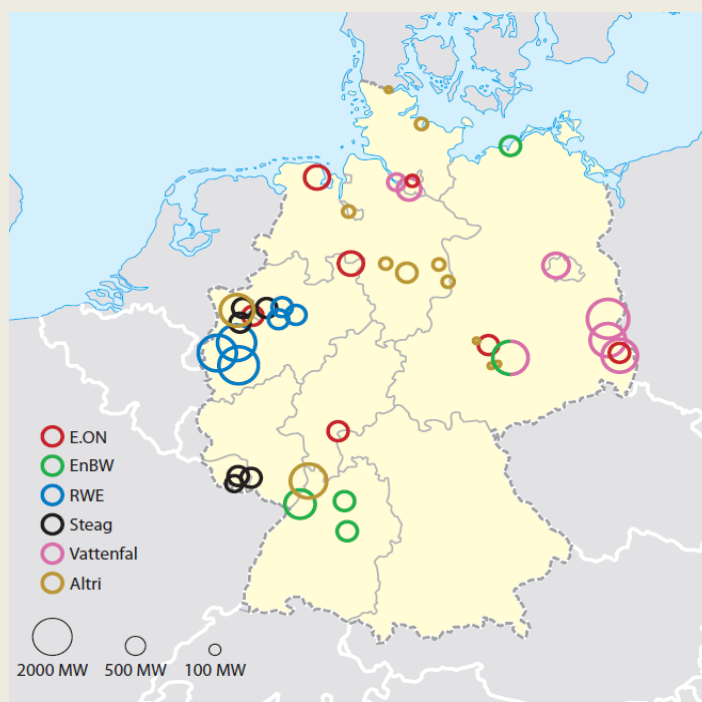 E.ON
EnBW
RWE
Steag
Vattenfal
Altri
2000 MW 500 MW 100 MW